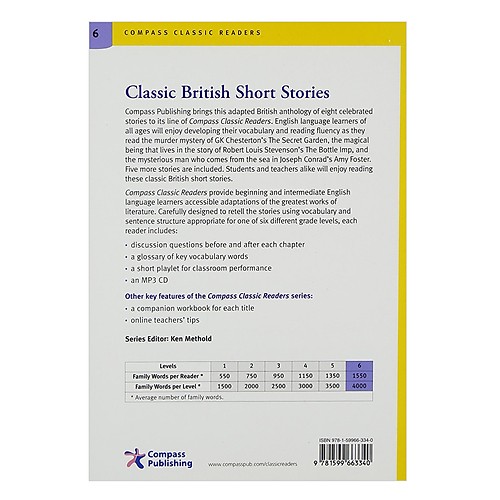 6 COMPASS CLASSIC READERS
Classic British Short Stories
Compass Publishing brings this adapted British anthology of eight celebrated
stories to its line of Compass Classic Readers. English language learners of
all ages will enjoy developing their vocabulary and reading fluency as they
read the murder mystery of GK Chesterton's The Secret Garden, the magical
being that lives in the story of Robert Louis Stevenson's The Bottle Imp, and
the mysterious man who comes from the sea in Joseph Conrad's Amy Foster.
Five more stories are included. Students and teachers alike will enjoy reading
these classic British short stories.
Compass Classic Readers provide beginning and intermediate English
language learners accessible adaptations of the greatest works of
literature. Carefully designed to retell the stories using vocabulary and
sentence structure appropriate for one of six different grade levels, each
reader includes:
• discussion questions before and after each chapter
• a glossary of key vocabulary words
• a short playlet for classroom performance
• an MP3 CD
Other key features of the Compass Classic Readers series:
• a companion workbook for each title
• online teachers' tips
Series Editor: Ken Methold
Levels 1 2 3 4 5 6
Family Words per Reader * 550 750 950 1150 1350 1550
Family Words per Level * 1500 2000 2500 3000 3500 4000
* Average number of family words.
ISBN 978-1-59966-334-0
Compass
Publishing
www.compasspub.com/classicreaders
9 781599 663340